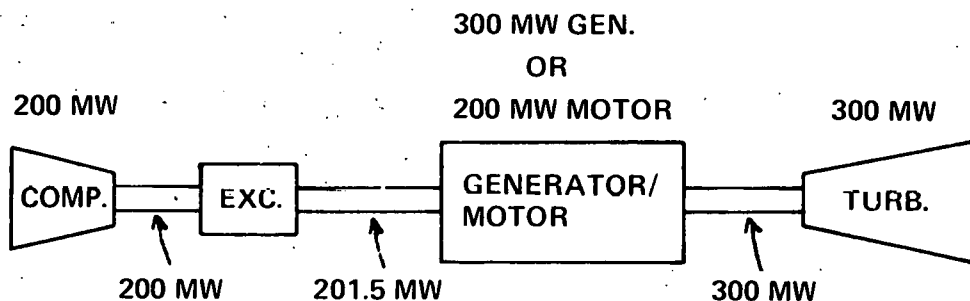 300 MW GEN.
OR
200 MW
200 MW MOTOR
300 MW
COMP.
EXC.
GENERATOR/
MOTOR
TURB.
200 MW
201.5 MW
300 MW